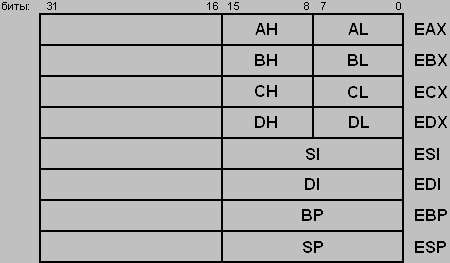 биты: 31 16 15 8 7 0
AH AL EAX
BH BL EBX
CH CL ECX
DH DL EDX
SI ESI
DI EDI
BP EBP
SP ESP